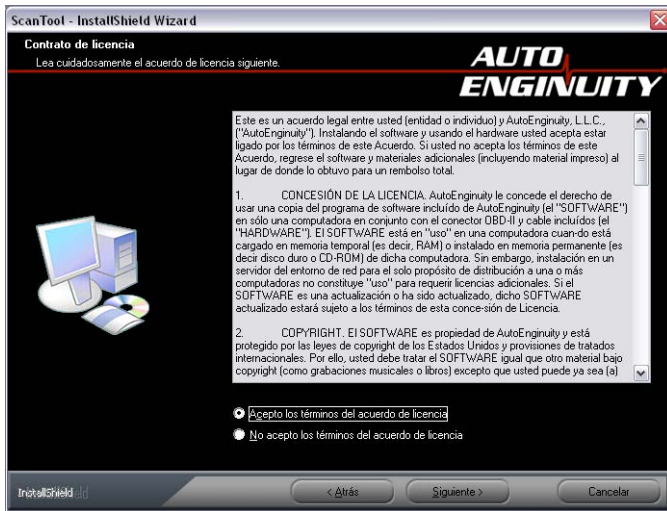 ScanTool - InstallShield Wizard
Contrato de licencia
Lea cuidadosamente el acuerdo de licencia siguiente.
AUTO
ENGINUITY
Este es un acuerdo legal entre usted (entidad o individuo) y AutoEnginuity, L.L.C.,
("AutoEnginuity"). Instalando el software y usando el hardware usted acepta estar
ligado por los términos de este Acuerdo. Si usted no acepta los términos de este
Acuerdo, regrese el software y materiales adicionales (incluyendo material impreso) al
lugar de donde lo obtuvo para un rembolso total.
1. CONCESIÓN DE LA LICENCIA. AutoEnginuity le concede el derecho de
usar una copia del programa de software incluído de AutoEnginuity (el "SOFTWARE")
en sólo una computadora en conjunto con el conector OBD-II y cable incluídos (el
"HARDWARE"). El SOFTWARE está en "uso" en una computadora cuan-do está
cargado en memoria temporal (es decir, RAM) o instalado en memoria permanente (es
decir disco duro o CD-ROM) de dicha computadora. Sin embargo, instalación en un
servidor del entorno de red para el solo propósito de distribución a una o más
computadoras no constituye "uso" para requerir licencias adicionales. Si el
SOFTWARE es una actualización o ha sido actualizado, dicho SOFTWARE
actualizado estará sujeto a los términos de esta conce-sión de Licencia.
2. COPYRIGHT. El SOFTWARE es propiedad de AutoEnginuity y está
protegido por las leyes de copyright de los Estados Unidos y provisiones de tratados
internacionales. Por ello, usted debe tratar el SOFTWARE igual que otro material bajo
copyright (como grabaciones musicales o libros) excepto que usted puede ya sea (a)
Acepto los términos del acuerdo de licencia
No acepto los términos del acuerdo de licencia
InstallShield
< Atrás
Siguiente >
Cancelar